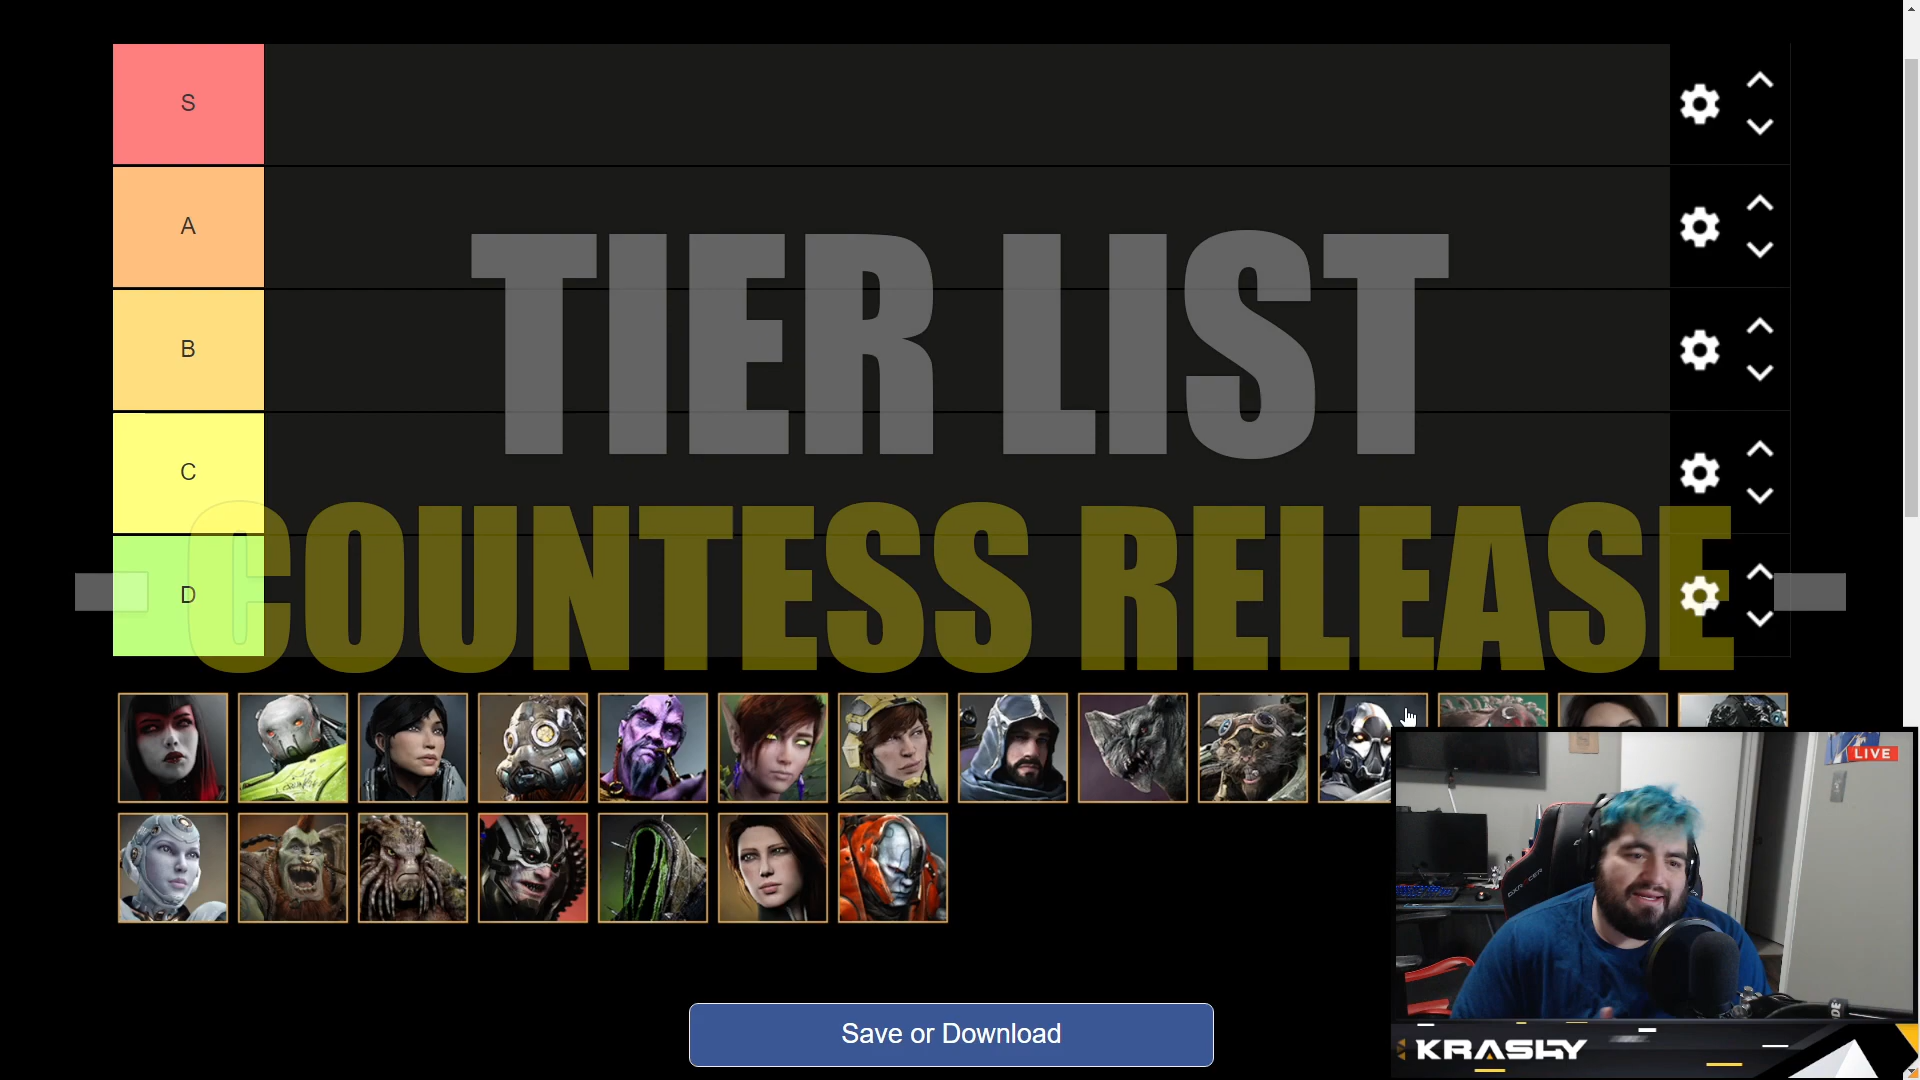 S
A
TIER LIST
B
C
COUNTESS RELEASE
D
LIVE
Save or Download
KRASHY